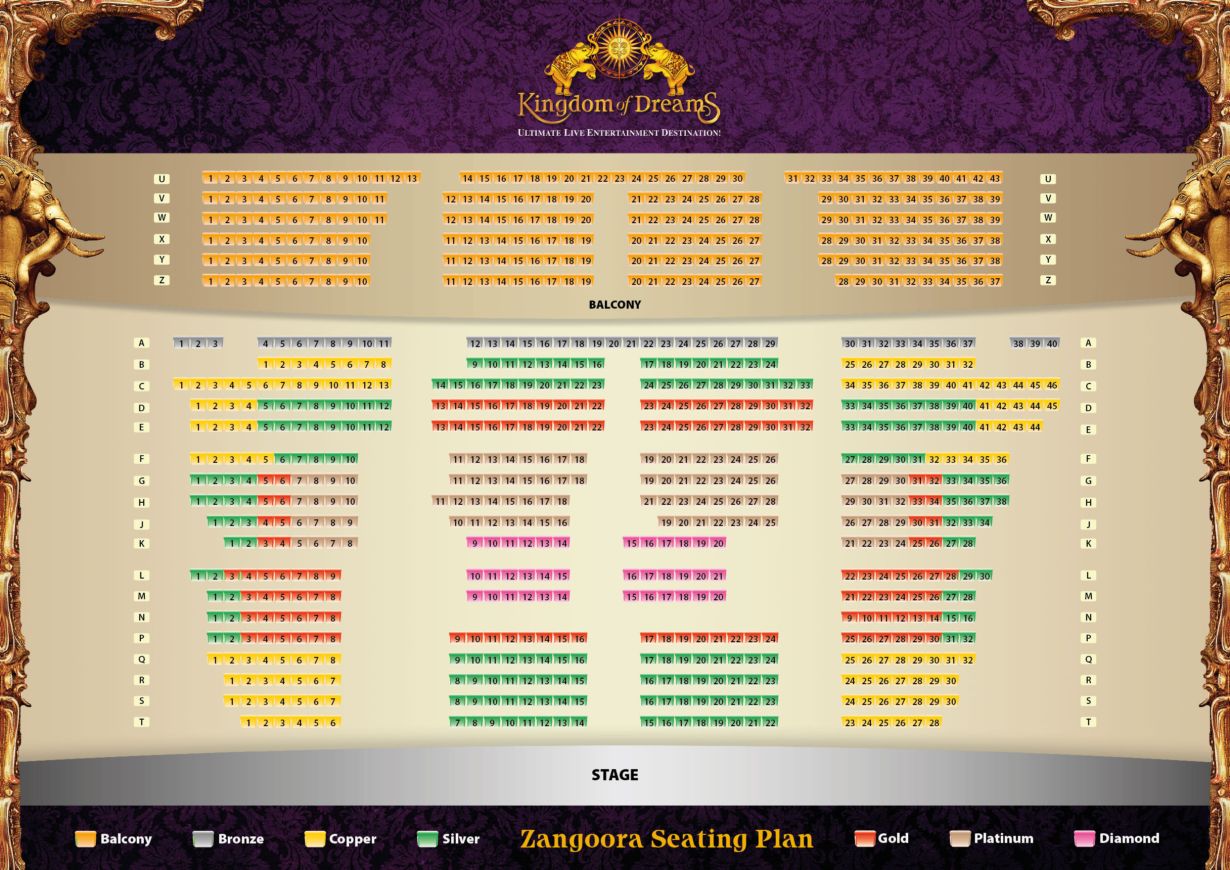 Kingdom of Dreams
ULTIMATE LIVE ENTERTAINMENT DESTINATION!
U 1 2 3 4 5 6 7 8 9 10 11 12 13 14 15 16 17 18 19 20 21 22 23 24 25 26 27 28 29 30 31 32 33 34 35 36 37 38 39 40 41 42 43 U
V 1 2 3 4 5 6 7 8 9 10 11 12 13 14 15 16 17 18 19 20 21 22 23 24 25 26 27 28 29 30 31 32 33 34 35 36 37 38 39 V
W 1 2 3 4 5 6 7 8 9 10 11 12 13 14 15 16 17 18 19 20 21 22 23 24 25 26 27 28 29 30 31 32 33 34 35 36 37 38 39 W
X 1 2 3 4 5 6 7 8 9 10 11 12 13 14 15 16 17 18 19 20 21 22 23 24 25 26 27 28 29 30 31 32 33 34 35 36 37 38 X
Y 1 2 3 4 5 6 7 8 9 10 11 12 13 14 15 16 17 18 19 20 21 22 23 24 25 26 27 28 29 30 31 32 33 34 35 36 37 38 Y
Z 1 2 3 4 5 6 7 8 9 10 11 12 13 14 15 16 17 18 19 20 21 22 23 24 25 26 27 28 29 30 31 32 33 34 35 36 37 Z
BALCONY
A 1 2 3 4 5 6 7 8 9 10 11 12 13 14 15 16 17 18 19 20 21 22 23 24 25 26 27 28 29 30 31 32 33 34 35 36 37 38 39 40 A
B 1 2 3 4 5 6 7 8 9 10 11 12 13 14 15 16 17 18 19 20 21 22 23 24 25 26 27 28 29 30 31 32 B
C 1 2 3 4 5 6 7 8 9 10 11 12 13 14 15 16 17 18 19 20 21 22 23 24 25 26 27 28 29 30 31 32 33 34 35 36 37 38 39 40 41 42 43 44 45 46 C
D 1 2 3 4 5 6 7 8 9 10 11 12 13 14 15 16 17 18 19 20 21 22 23 24 25 26 27 28 29 30 31 32 33 34 35 36 37 38 39 40 41 42 43 44 45 D
E 1 2 3 4 5 6 7 8 9 10 11 12 13 14 15 16 17 18 19 20 21 22 23 24 25 26 27 28 29 30 31 32 33 34 35 36 37 38 39 40 41 42 43 44 E
F 1 2 3 4 5 6 7 8 9 10 11 12 13 14 15 16 17 18 19 20 21 22 23 24 25 26 27 28 29 30 31 32 33 34 35 36 F
G 1 2 3 4 5 6 7 8 9 10 11 12 13 14 15 16 17 18 19 20 21 22 23 24 25 26 27 28 29 30 31 32 33 34 35 36 G
H 1 2 3 4 5 6 7 8 9 10 11 12 13 14 15 16 17 18 21 22 23 24 25 26 27 28 29 30 31 32 33 34 35 36 37 38 H
J 1 2 3 4 5 6 7 8 9 10 11 12 13 14 15 16 19 20 21 22 23 24 25 26 27 28 29 30 31 32 33 34 J
K 1 2 3 4 5 6 7 8 9 10 11 12 13 14 15 16 17 18 19 20 21 22 23 24 25 26 27 28 K
L 1 2 3 4 5 6 7 8 9 10 11 12 13 14 15 16 17 18 19 20 21 22 23 24 25 26 27 28 29 30 L
M 1 2 3 4 5 6 7 8 9 10 11 12 13 14 15 16 17 18 19 20 21 22 23 24 25 26 27 28 M
N 1 2 3 4 5 6 7 8 9 10 11 12 13 14 15 16 N
P 1 2 3 4 5 6 7 8 9 10 11 12 13 14 15 16 17 18 19 20 21 22 23 24 25 26 27 28 29 30 31 32 P
Q 1 2 3 4 5 6 7 8 9 10 11 12 13 14 15 16 17 18 19 20 21 22 23 24 25 26 27 28 29 30 31 32 Q
R 1 2 3 4 5 6 7 8 9 10 11 12 13 14 15 16 17 18 19 20 21 22 23 24 25 26 27 28 29 30 R
S 1 2 3 4 5 6 7 8 9 10 11 12 13 14 15 16 17 18 19 20 21 22 23 24 25 26 27 28 29 30 S
T 1 2 3 4 5 6 7 8 9 10 11 12 13 14 15 16 17 18 19 20 21 22 23 24 25 26 27 28 T
STAGE
Balcony Bronze Copper Silver Zangoora Seating Plan Gold Platinum Diamond